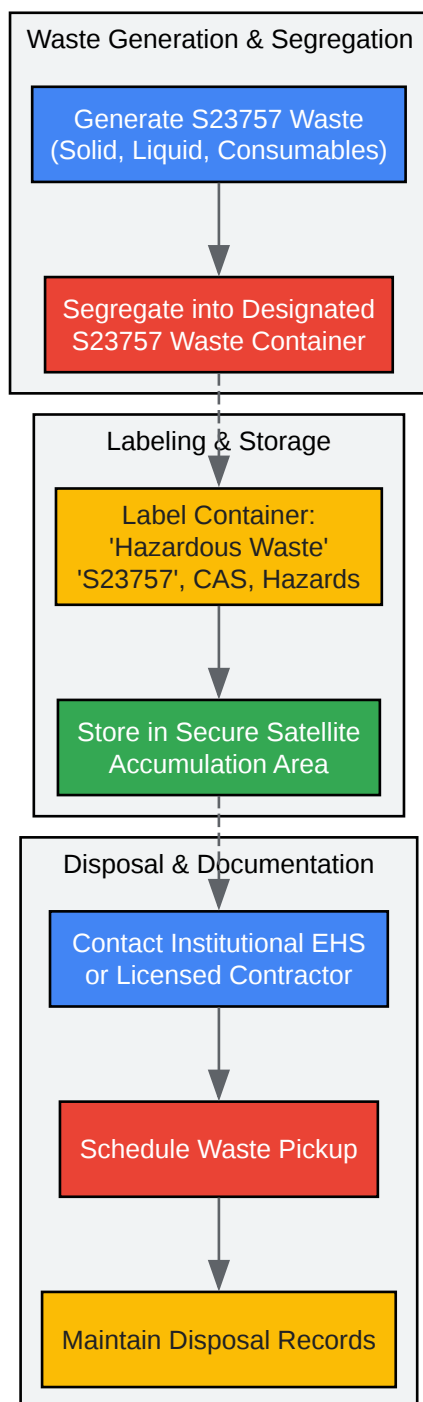 Waste Generation & Segregation
Generate S23757 Waste
(Solid, Liquid, Consumables)
Segregate into Designated
S23757 Waste Container
Labeling & Storage
Label Container:
'Hazardous Waste'
'S23757', CAS, Hazards
Store in Secure Satellite
Accumulation Area
Disposal & Documentation
Contact Institutional EHS
or Licensed Contractor
Schedule Waste Pickup
Maintain Disposal Records